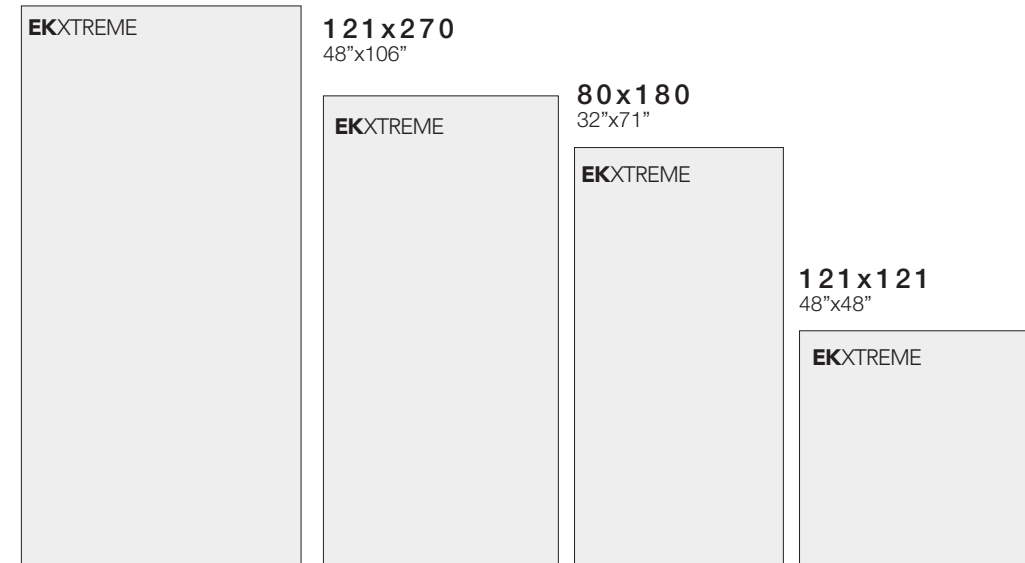 EKXTREME
121x270
48”x106”
EKXTREME
80x180
32”x71”
EKXTREME
121x121
48”x48”
EKXTREME